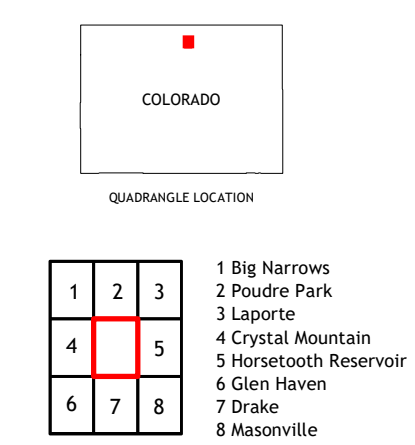 COLORADO
QUADRANGLE LOCATION
1 2 3
4 5
6 7 8
1 Big Narrows
2 Poudre Park
3 Laporte
4 Crystal Mountain
5 Horsetooth Reservoir
6 Glen Haven
7 Drake
8 Masonville